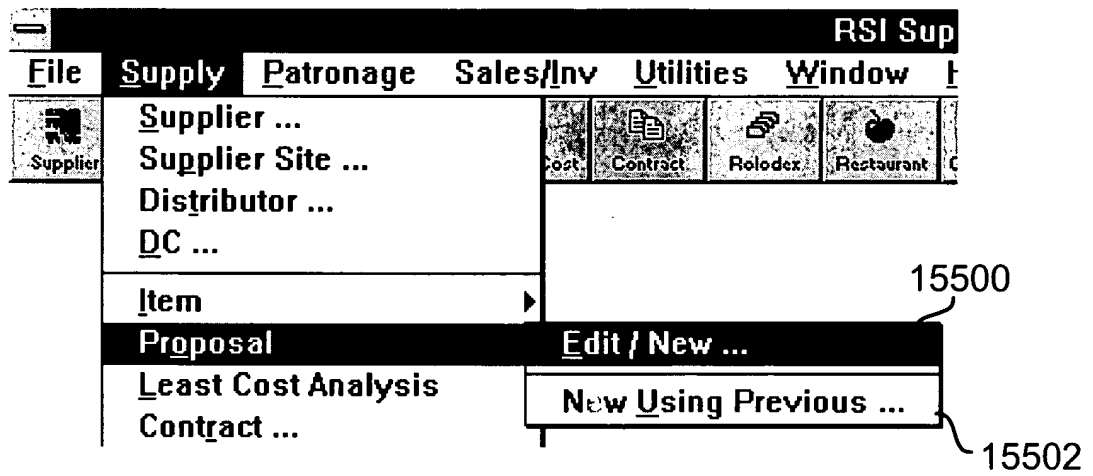 RSI Sup
File Supply Patronage Sales/Inv Utilities Window H
Supplier Cost Contract Rolodex Restaurant
Supplier ...
Supplier Site ...
Distributor ...
DC ...
Item
Proposal
Least Cost Analysis
Contract ...
15500
Edit / New ...
New Using Previous ...
15502